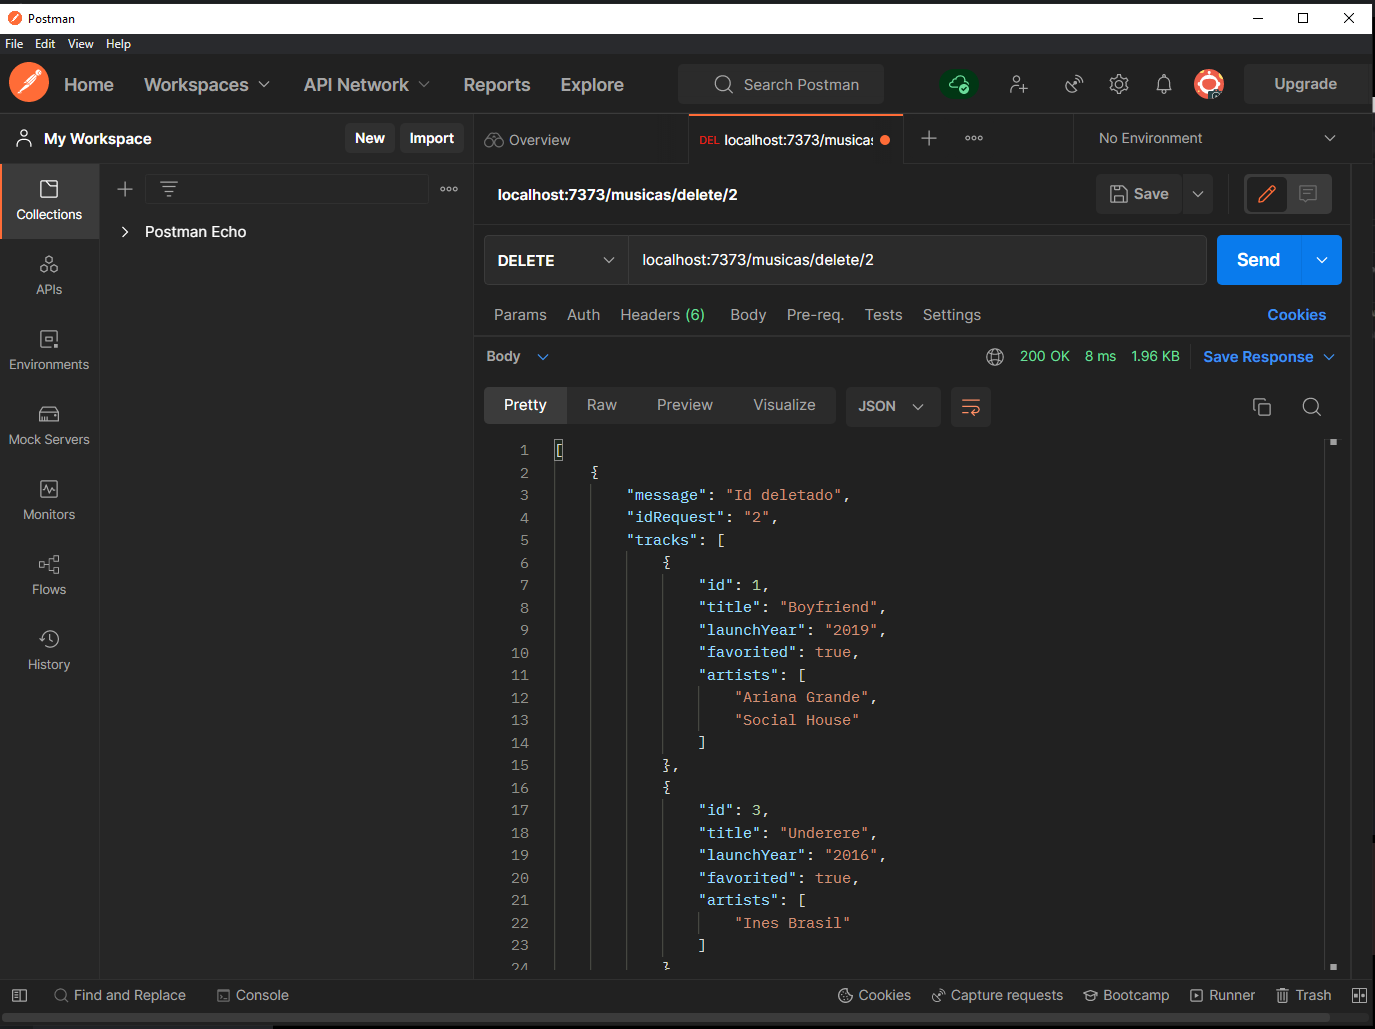 Postman
File Edit View Help
Home Workspaces API Network Reports Explore Search Postman Upgrade
My Workspace New Import
Overview
DEL localhost:7373/musicas
No Environment
Collections
APIs
Environments
Mock Servers
Monitors
Flows
History
Postman Echo
localhost:7373/musicas/delete/2
Save
DELETE localhost:7373/musicas/delete/2 Send
Params Auth Headers (6) Body Pre-req. Tests Settings Cookies
Body 200 OK 8 ms 1.96 KB Save Response
Pretty Raw Preview Visualize JSON
1 [
2 {
3 "message": "Id deletado",
4 "idRequest": "2",
5 "tracks": [
6 {
7 "id": 1,
8 "title": "Boyfriend",
9 "launchYear": "2019",
10 "favorited": true,
11 "artists": [
12 "Ariana Grande",
13 "Social House"
14 ]
15 },
16 {
17 "id": 3,
18 "title": "Underere",
19 "launchYear": "2016",
20 "favorited": true,
21 "artists": [
22 "Ines Brasil"
23 ]
24 }
Find and Replace Console Cookies Capture requests Bootcamp Runner Trash